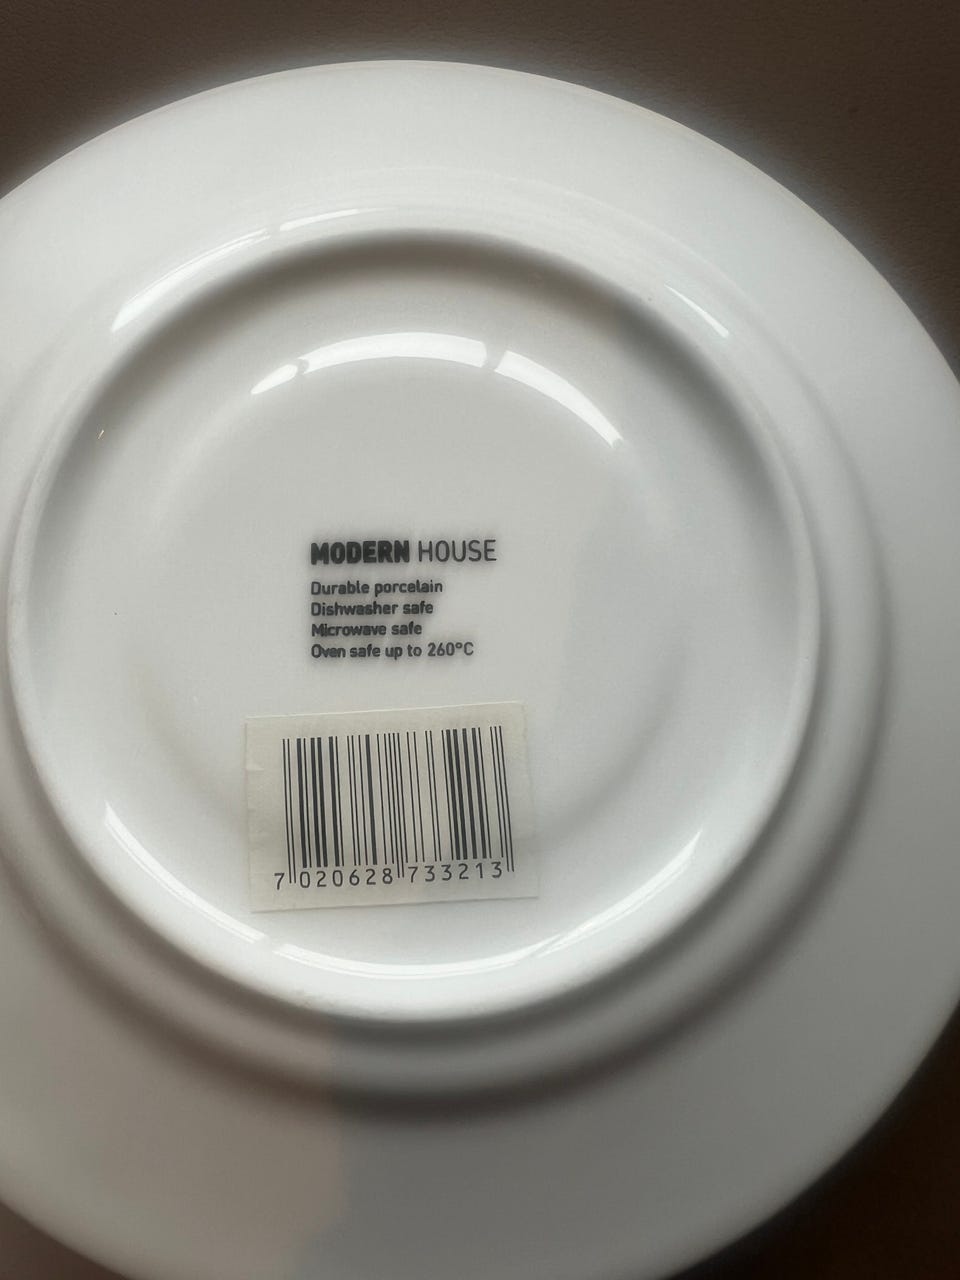 MODERN HOUSE
Durable porcelain
Dishwasher safe
Microwave safe
Oven safe up to 260°C
7 020628 733213